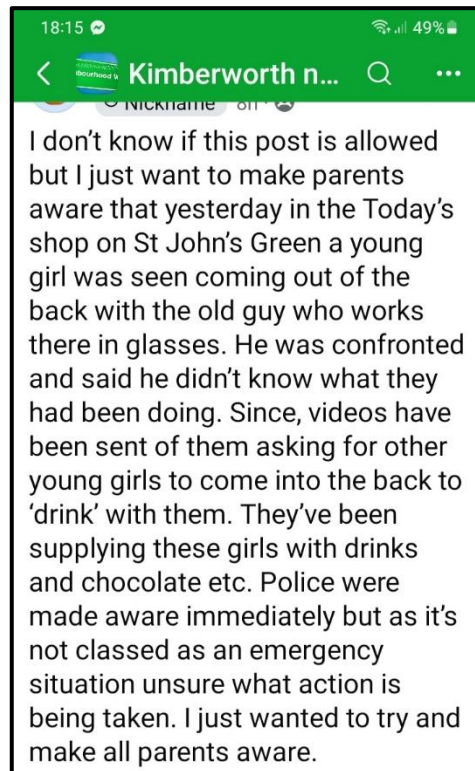 18:15 49%
Kimberworth n...
Nickname 8h
I don't know if this post is allowed
but I just want to make parents
aware that yesterday in the Today's
shop on St John's Green a young
girl was seen coming out of the
back with the old guy who works
there in glasses. He was confronted
and said he didn't know what they
had been doing. Since, videos have
been sent of them asking for other
young girls to come into the back to
‘drink’ with them. They've been
supplying these girls with drinks
and chocolate etc. Police were
made aware immediately but as it's
not classed as an emergency
situation unsure what action is
being taken. I just wanted to try and
make all parents aware.